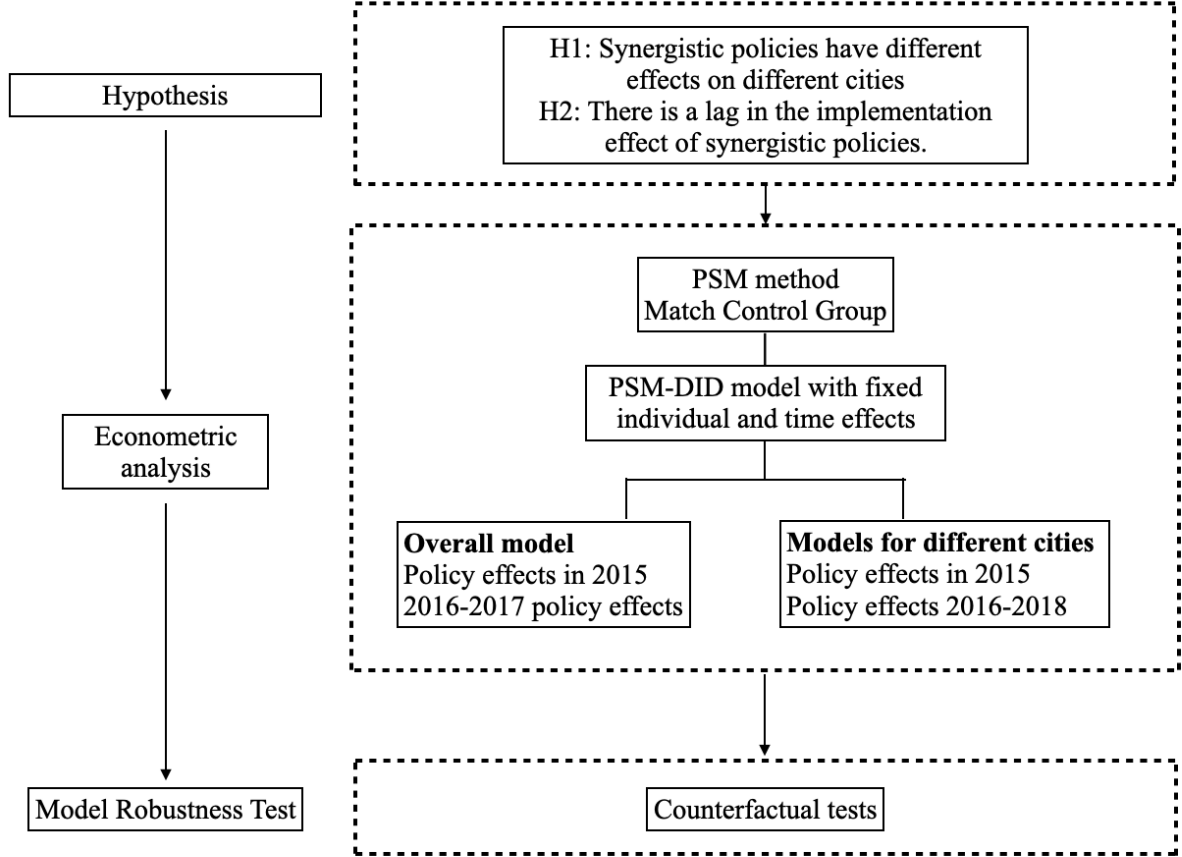 Hypothesis
H1: Synergistic policies have different
effects on different cities
H2: There is a lag in the implementation
effect of synergistic policies.
PSM method
Match Control Group
PSM-DID model with fixed
individual and time effects
Econometric
analysis
Overall model
Policy effects in 2015
2016-2017 policy effects
Models for different cities
Policy effects in 2015
Policy effects 2016-2018
Model Robustness Test
Counterfactual tests